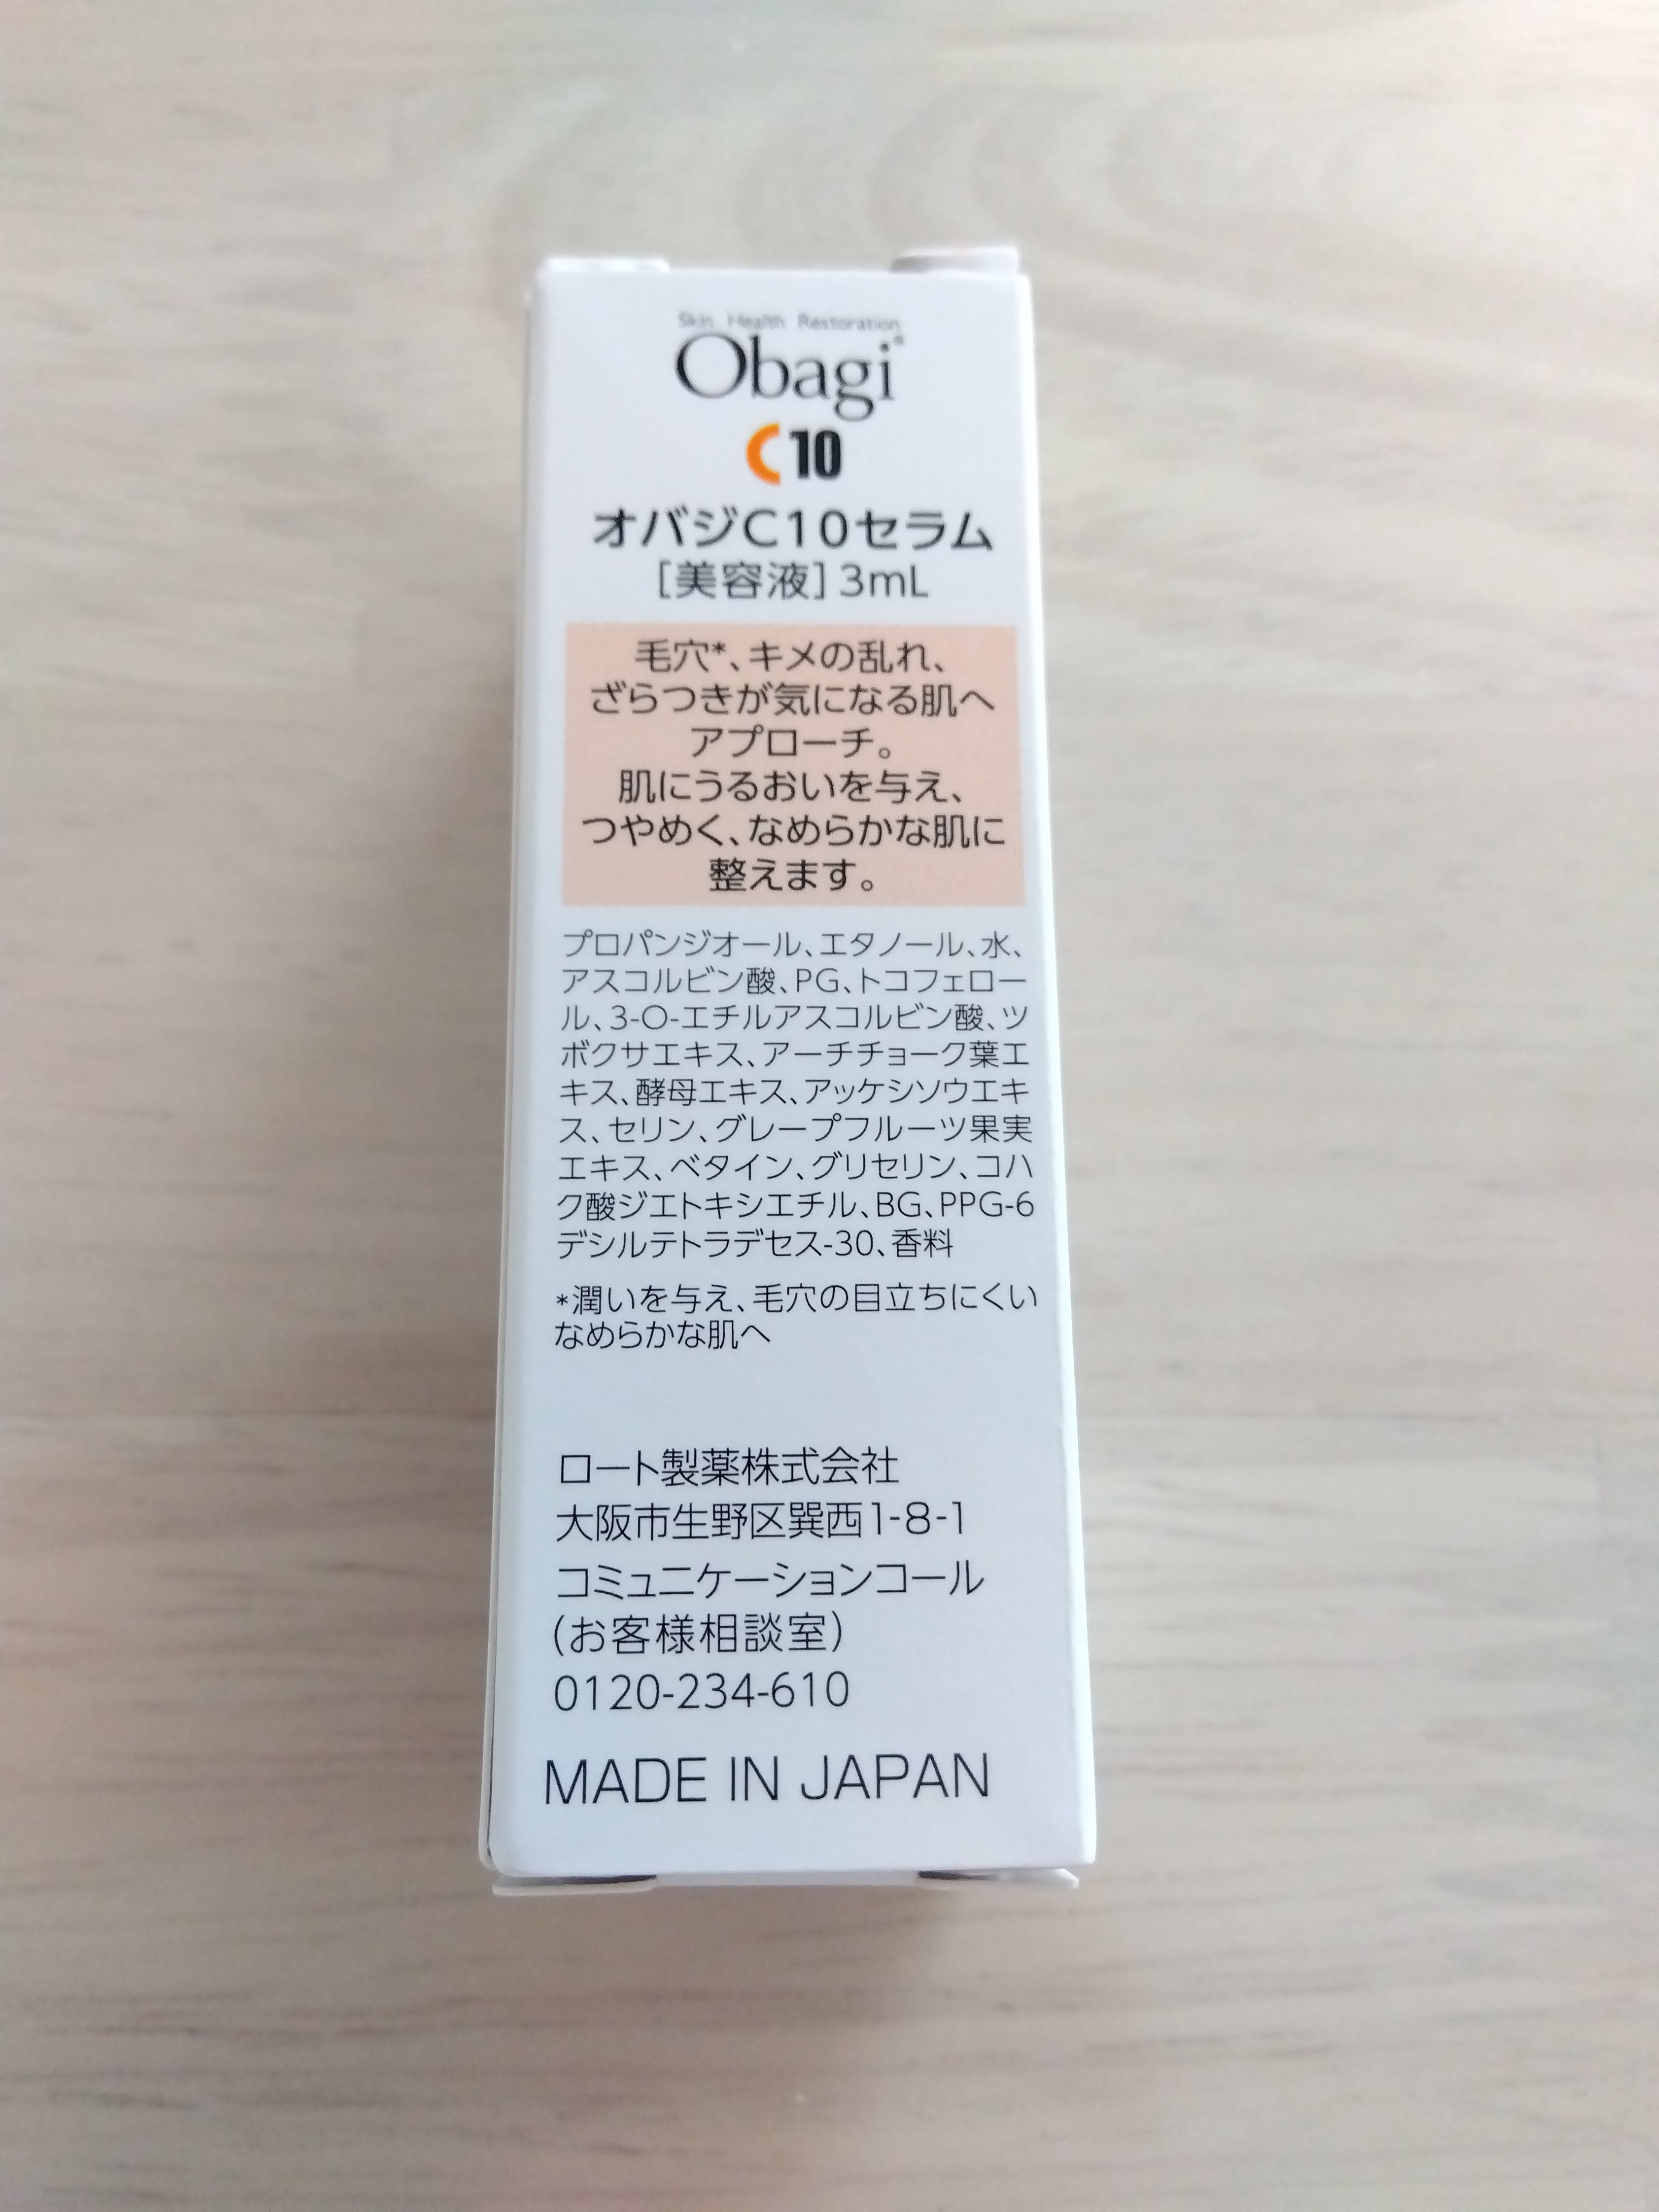 Skin Health Restoration
Obagi®
C10
オバジC10セラム
[美容液] 3mL
毛穴*、キメの乱れ、
ざらつきが気になる肌へ
アプローチ。
肌にうるおいを与え、
つやめく、なめらかな肌に
整えます。
プロパンジオール、エタノール、水、
アスコルビン酸、PG、トコフェロー
ル、3-O-エチルアスコルビン酸、ツ
ボクサエキス、アーチチョーク葉エ
キス、酵母エキス、アッケシソウエキ
ス、セリン、グレープフルーツ果実
エキス、ベタイン、グリセリン、コハ
ク酸ジエトキシエチル、BG、PPG-6
デシルテトラデセス-30、香料
*潤いを与え、毛穴の目立ちにくい
なめらかな肌へ
ロート製薬株式会社
大阪市生野区巽西1-8-1
コミュニケーションコール
(お客様相談室)
0120-234-610
MADE IN JAPAN